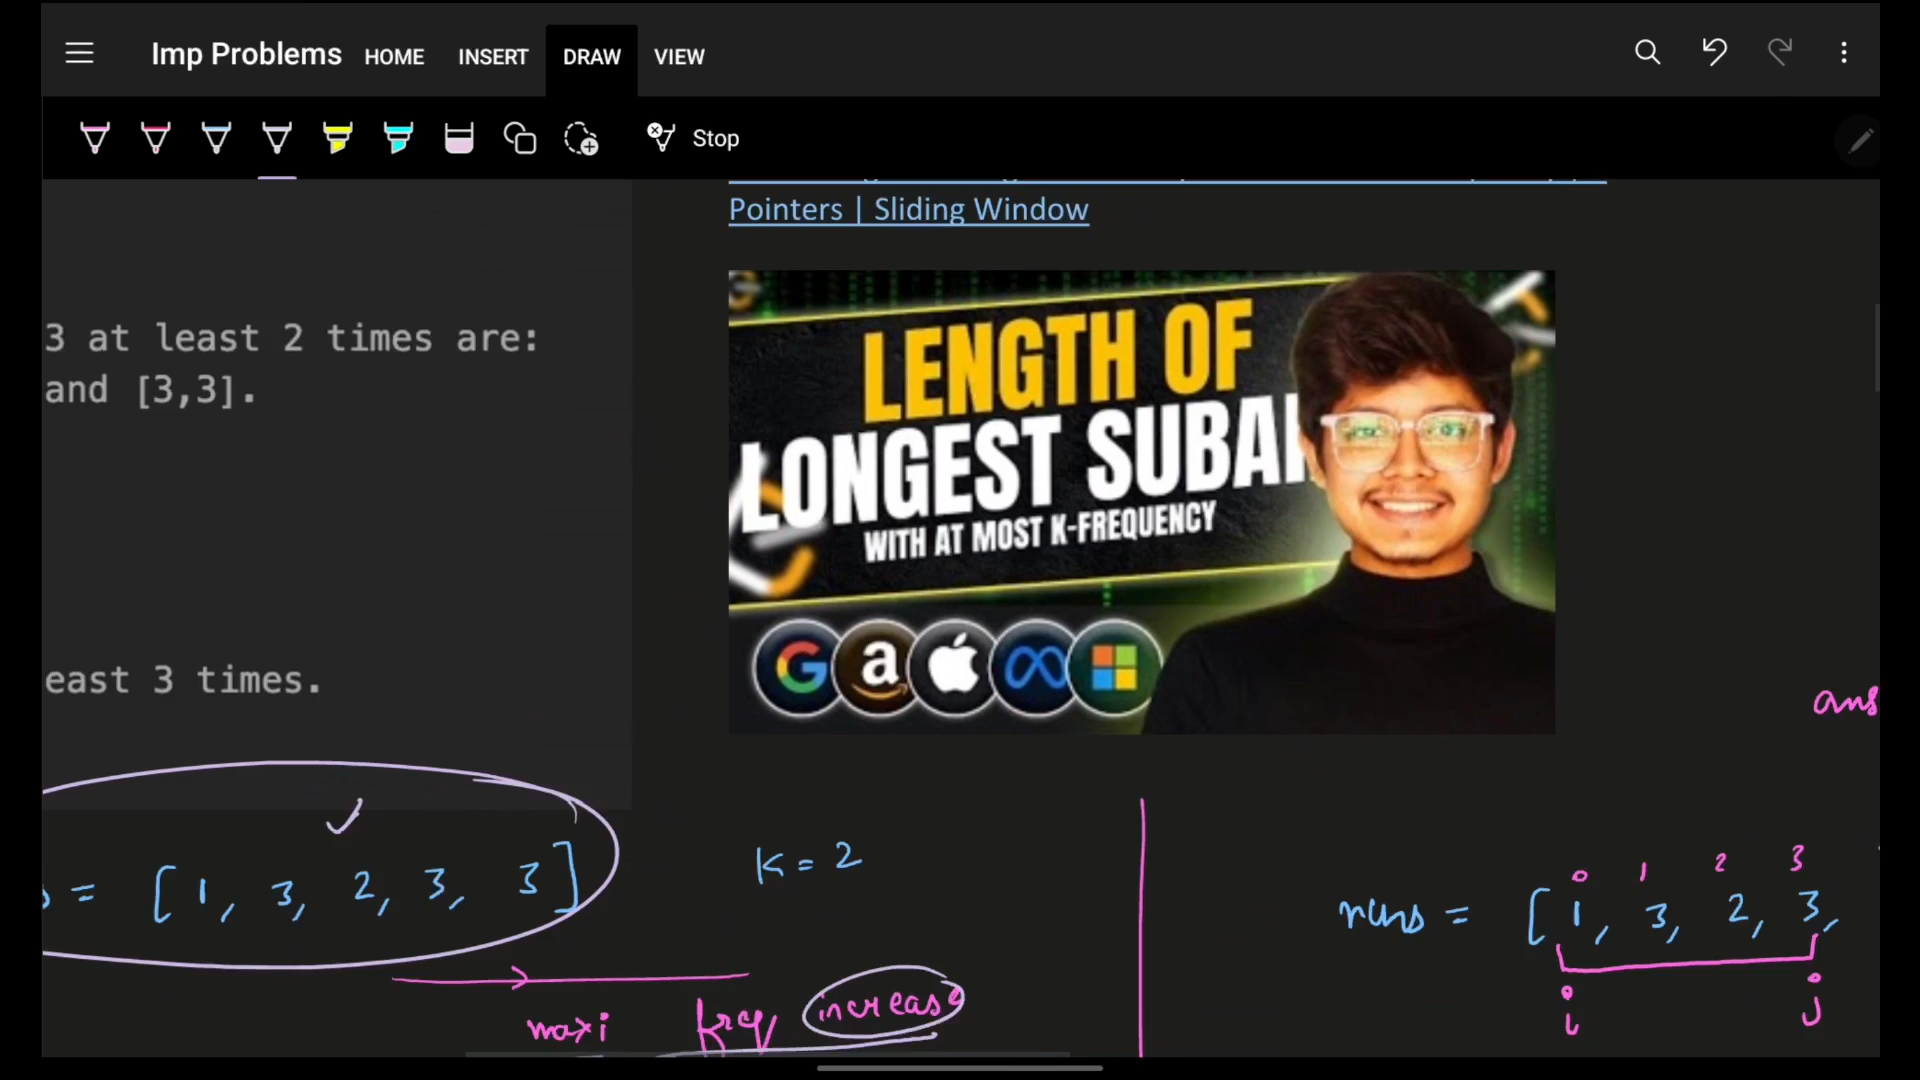 Imp Problems HOME INSERT DRAW VIEW
Stop
Pointers | Sliding Window
3 at least 2 times are:
and [3,3].
LENGTH OF
LONGEST SUBAR
WITH AT MOST K-FREQUENCY
east 3 times.
ans
= [1, 3, 2, 3, 3]
K = 2
0 1 2 3
nums = [1, 3, 2, 3,
i j
maxi freq increase